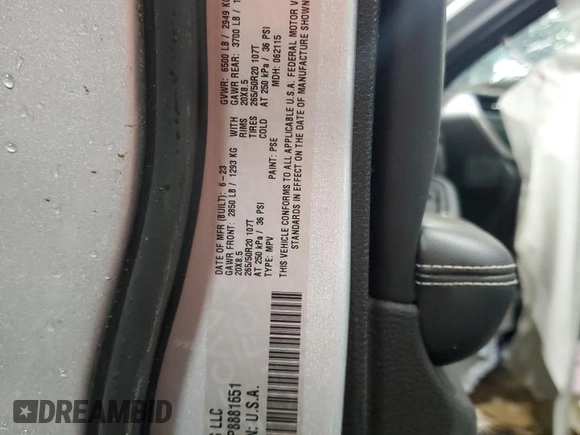 G LLC
P8881651
N: U.S.A.
DATE OF MFR (BUILT): 6-23
GAWR FRONT: 2850 LB / 1293 KG
20X8.5
265/50R20 107T
AT 250 kPa / 36 PSI
TYPE: MPV
GVWR: 6500 LB / 2949 KG
GAWR REAR: 3700 LB /
WITH 20X8.5
RIMS
TIRES 265/50R20 107T
COLD AT 250 kPa / 36 PSI
MDH: 062115
PAINT: PSE
THIS VEHICLE CONFORMS TO ALL APPLICABLE U.S.A. FEDERAL MOTOR V
STANDARDS IN EFFECT ON THE DATE OF MANUFACTURE SHOWN
AUTOBIDMASTER